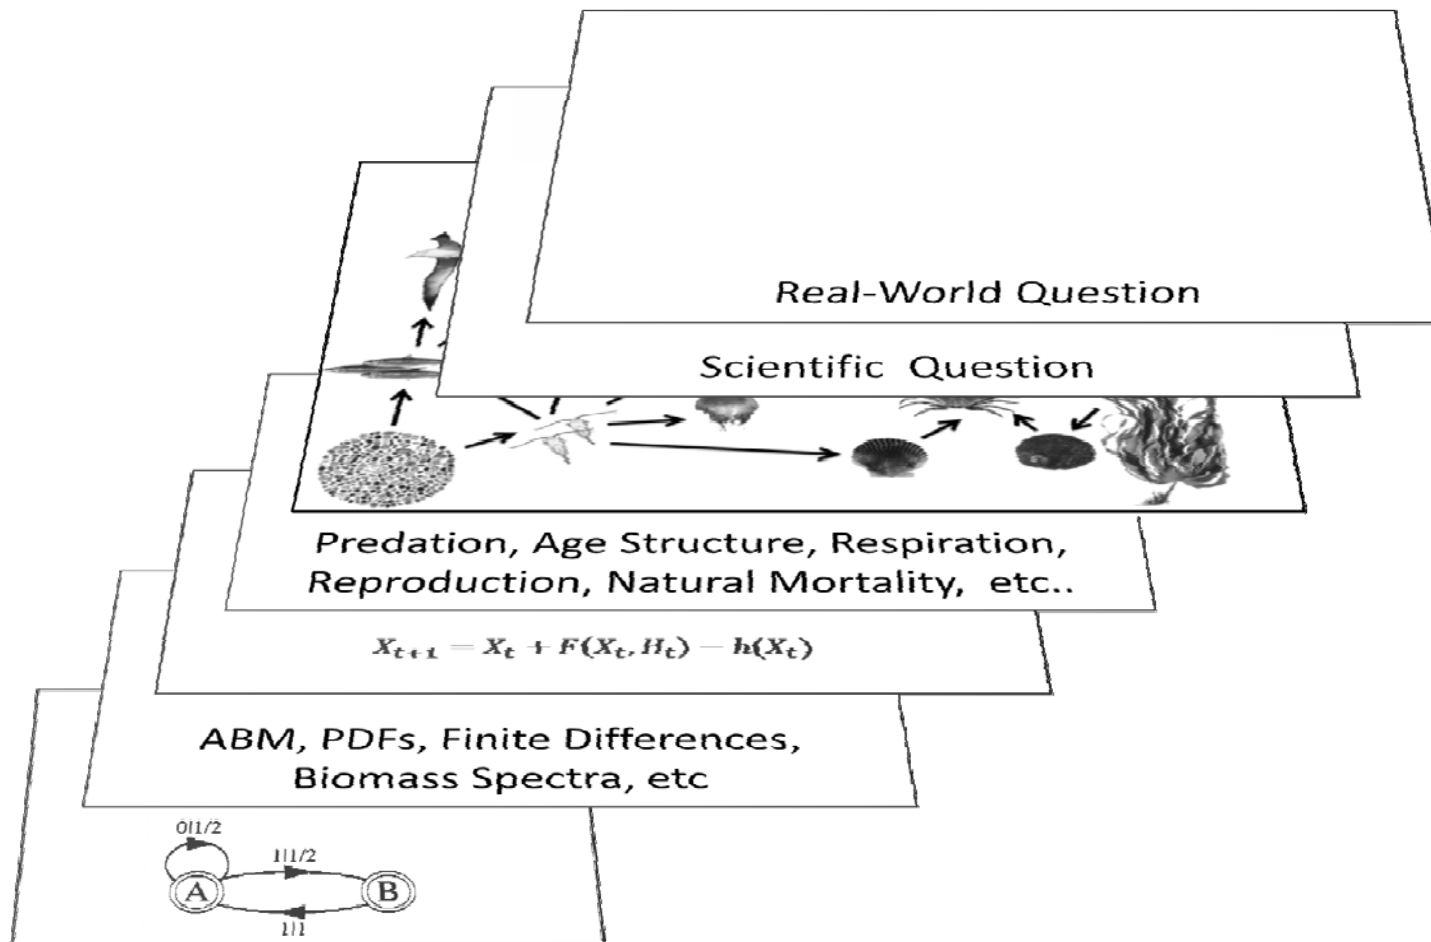 Real-World Question
Scientific Question
Predation, Age Structure, Respiration,
Reproduction, Natural Mortality, etc..
X_{t+1} = X_t + F(X_t, H_t) − h(X_t)
ABM, PDFs, Finite Differences,
Biomass Spectra, etc
0|1/2
1|1/2
A
B
1|1